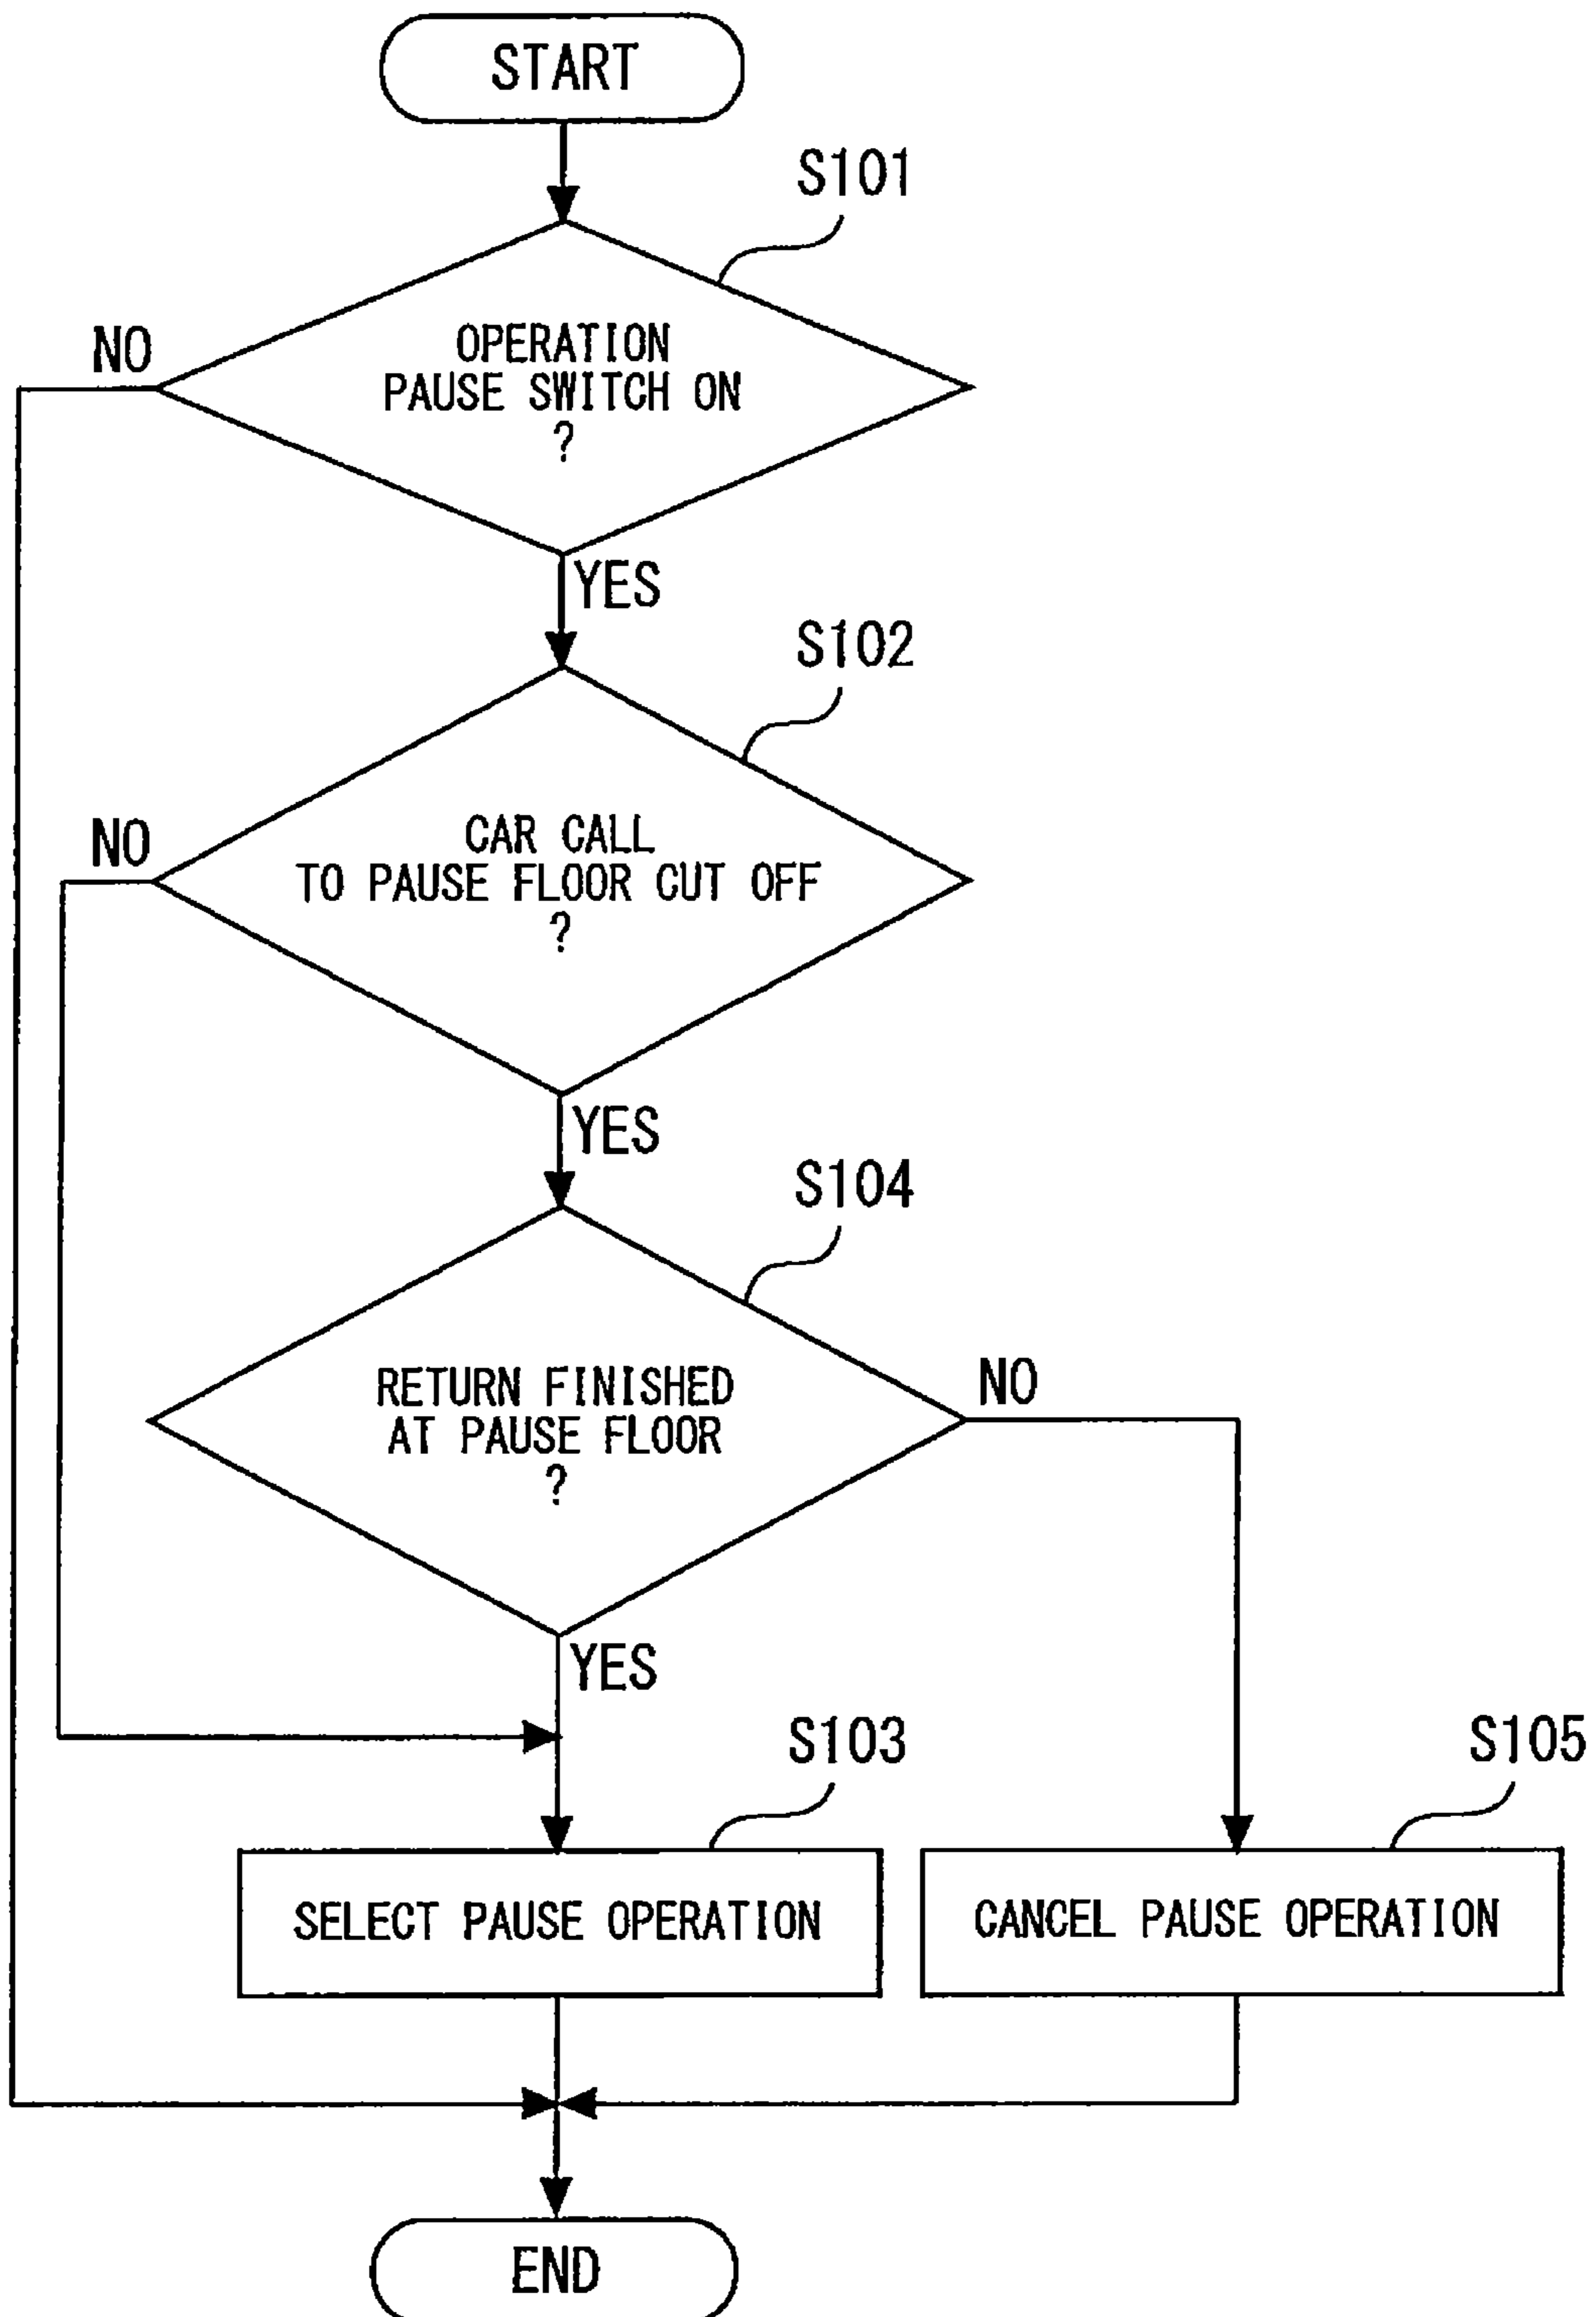 START
S101
NO
OPERATION
PAUSE SWITCH ON
?
YES
S102
NO
CAR CALL
TO PAUSE FLOOR CUT OFF
?
YES
S104
RETURN FINISHED
AT PAUSE FLOOR
?
NO
YES
S103
S105
SELECT PAUSE OPERATION
CANCEL PAUSE OPERATION
END